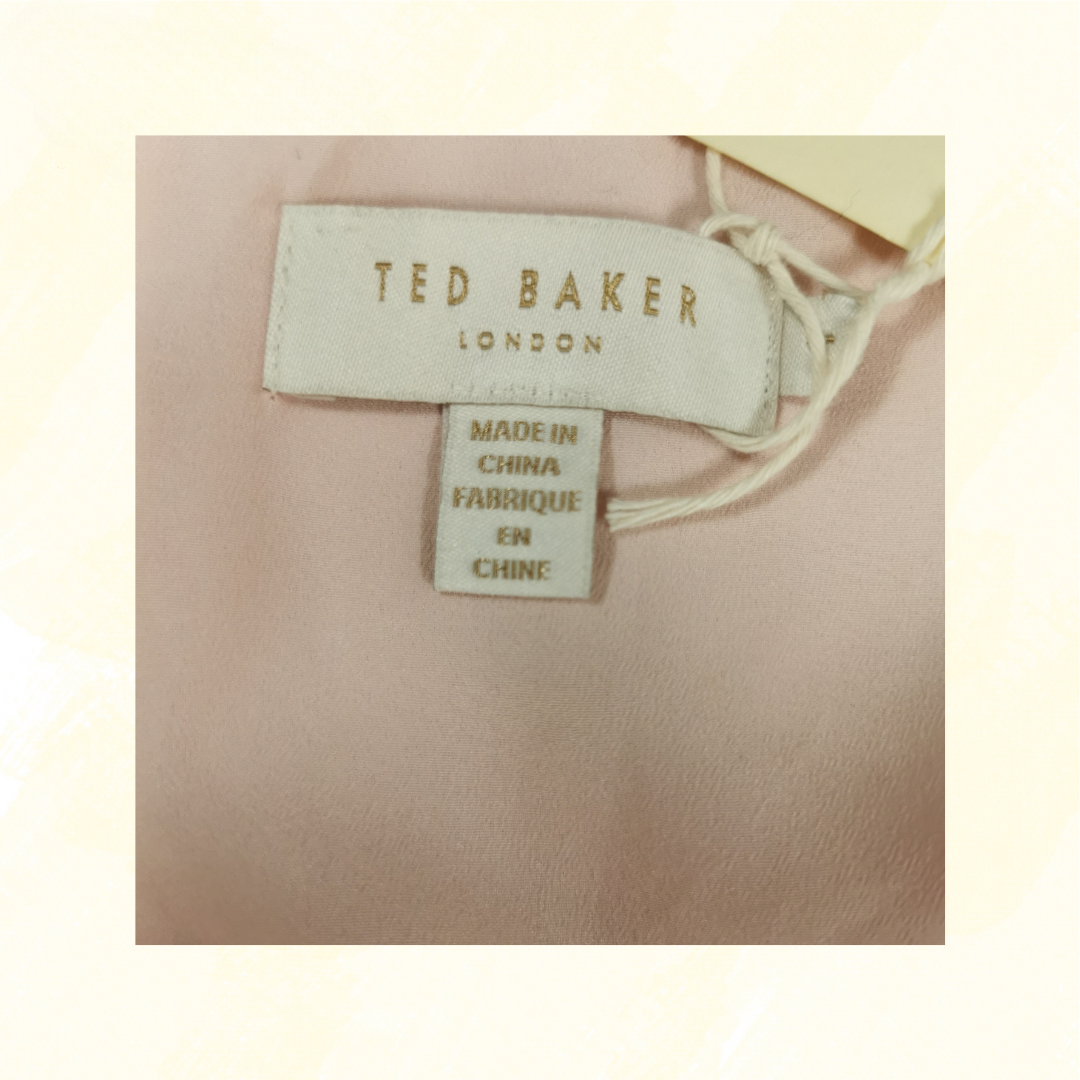 TED BAKER
LONDON
MADE IN
CHINA
FABRIQUE
EN
CHINE